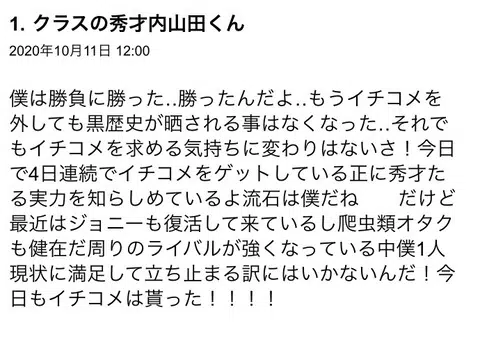 1. クラスの秀才内山田くん
2020年10月11日 12:00
僕は勝負に勝った..勝ったんだよ..もうイチコメを
外しても黒歴史が晒される事はなくなった..それで
もイチコメを求める気持ちに変わりはないさ！今日
で4日連続でイチコメをゲットしている正に秀才た
る実力を知らしめているよ流石は僕だね　　だけど
最近はジョニーも復活して来ているし爬虫類オタク
も健在だ周りのライバルが強くなっている中僕1人
現状に満足して立ち止まる訳にはいかないんだ！今
日もイチコメは貰った！！！！